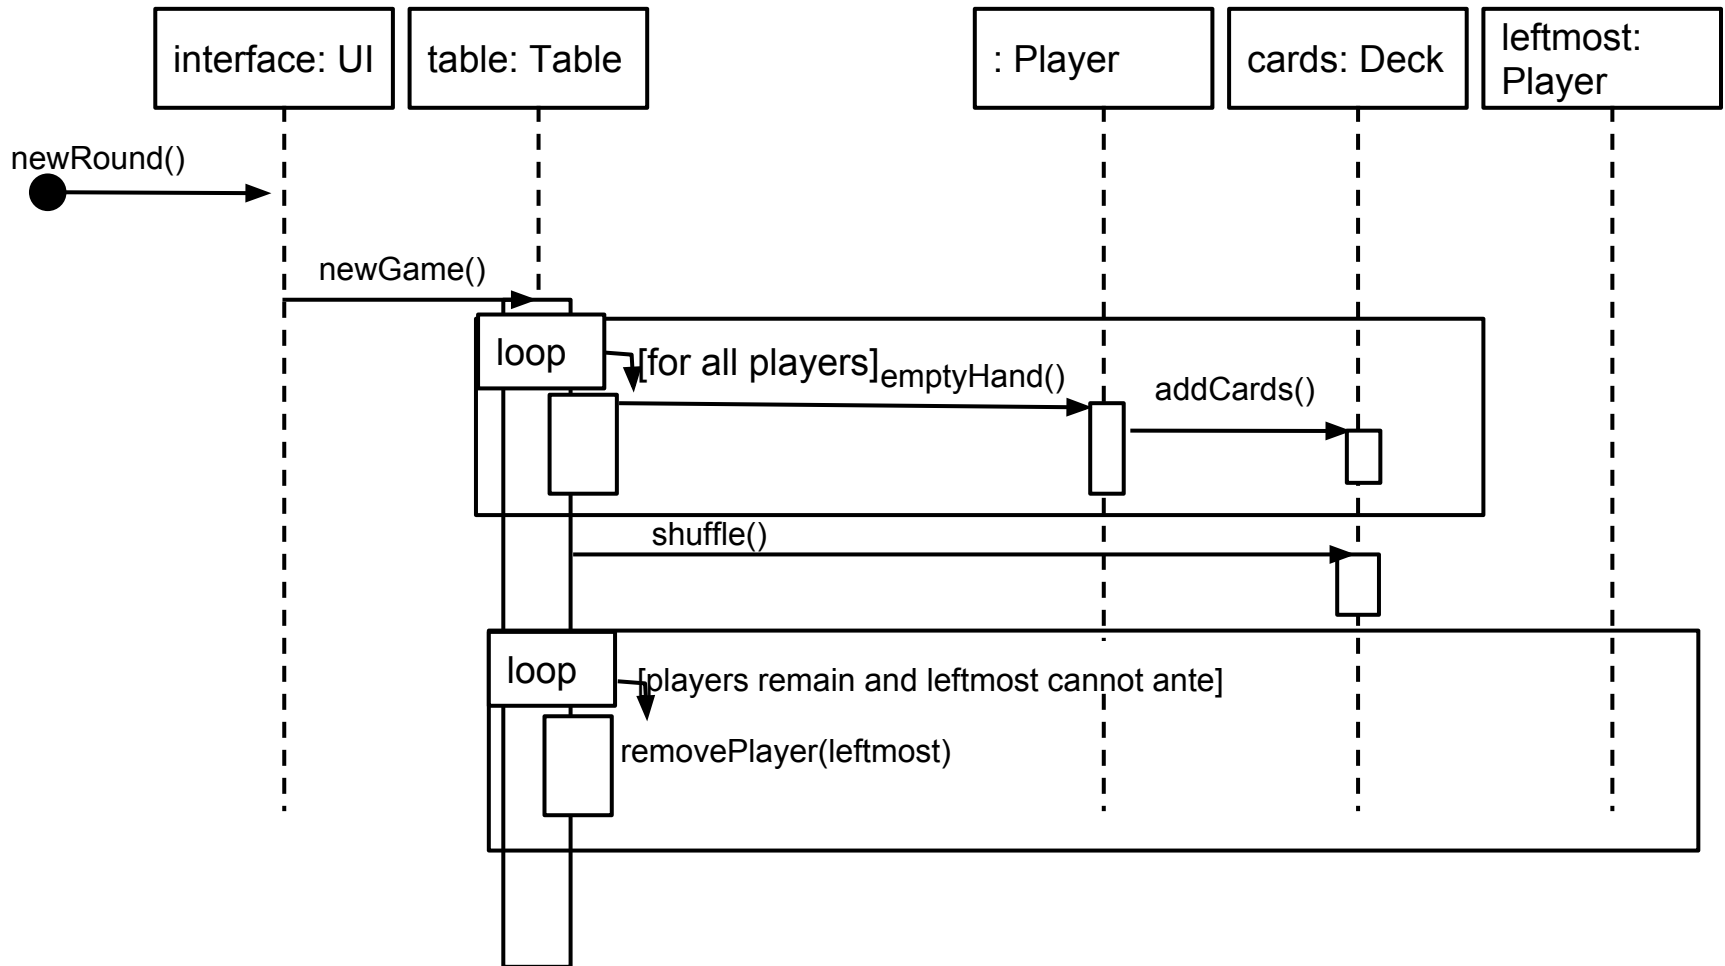 interface: UI
table: Table
: Player
cards: Deck
leftmost:
Player
newRound()
newGame()
loop
[for all players]
emptyHand()
addCards()
shuffle()
loop
[players remain and leftmost cannot ante]
removePlayer(leftmost)